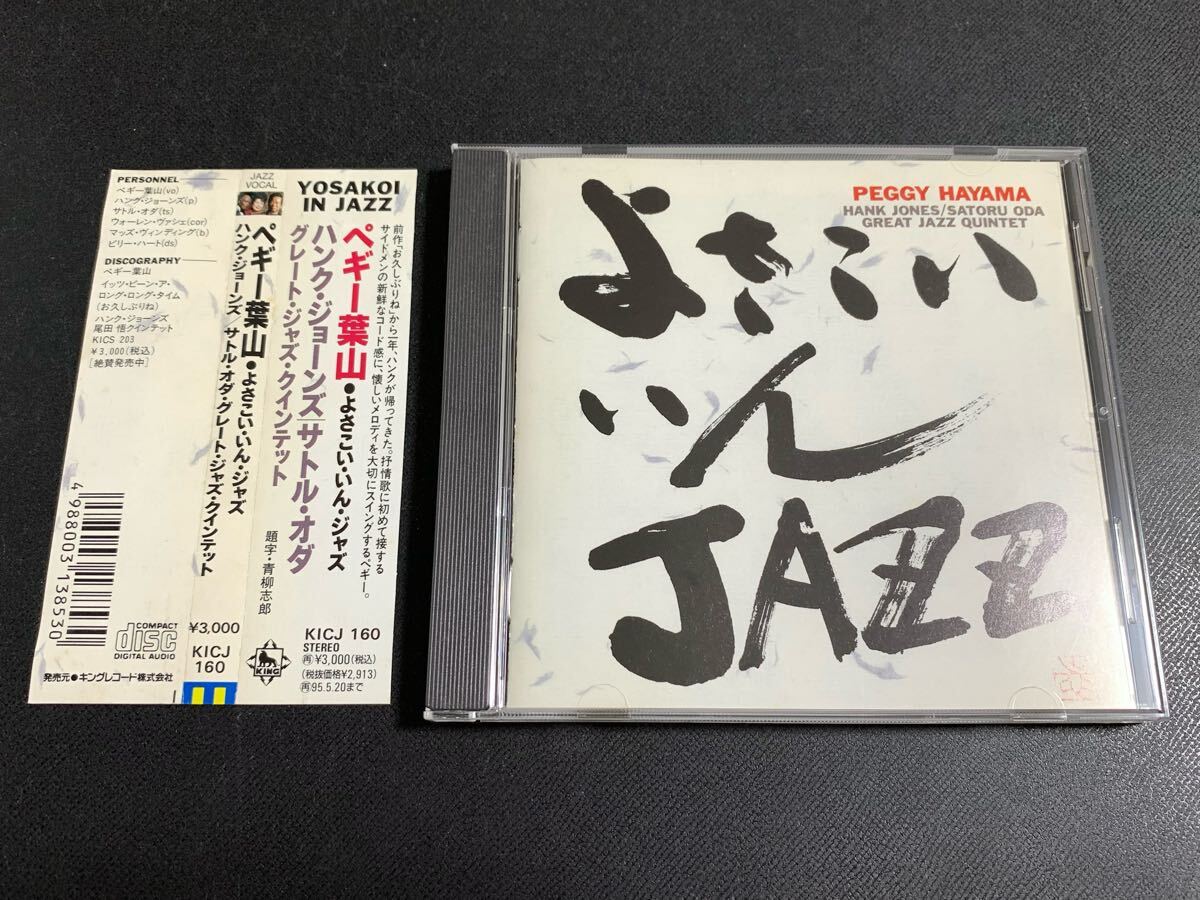 PERSONNEL
ペギー葉山(vo)
ハンク・ジョーンズ(p)
サトル・オダ(ts)
ウォーレン・ヴァシェ(cor)
マッズ・ヴィンディング(b)
ビリー・ハート(ds)
DISCOGRAPHY
ペギー葉山
イッツ・ビーン・ア・
ロング・ロング・タイム
(お久しぶりね)
ハンク・ジョーンズ
尾田 悟クインテット
KICS 203
¥3,000(税込)
[絶賛発売中]
4988003138530
COMPACT
disc
DIGITAL AUDIO
発売元●キングレコード株式会社
JAZZ
VOCAL
ペギー葉山●よさこい・いん・ジャズ
ハンク・ジョーンズ サトル・オダ・グレート・ジャズ・クインテット
¥3,000
KICJ
160
YOSAKOI
IN JAZZ
前作「お久しぶりね」から一年、ハンクが帰ってきた。抒情歌に初めて接する
サイドメンの新鮮なコード感に、懐しいメロディを大切にスイングするペギー。
ペギー葉山●よさこい・いん・ジャズ
ハンク・ジョーンズ/サトル・オダ
グレート・ジャズ・クインテット
題字・青柳志郎
KING
KICJ 160
STEREO
再¥3,000(税込)
(税抜価格¥2,913)
再95.5.20まで
PEGGY HAYAMA
HANK JONES/SATORU ODA
GREAT JAZZ QUINTET
よさこい
いん
JAZZ